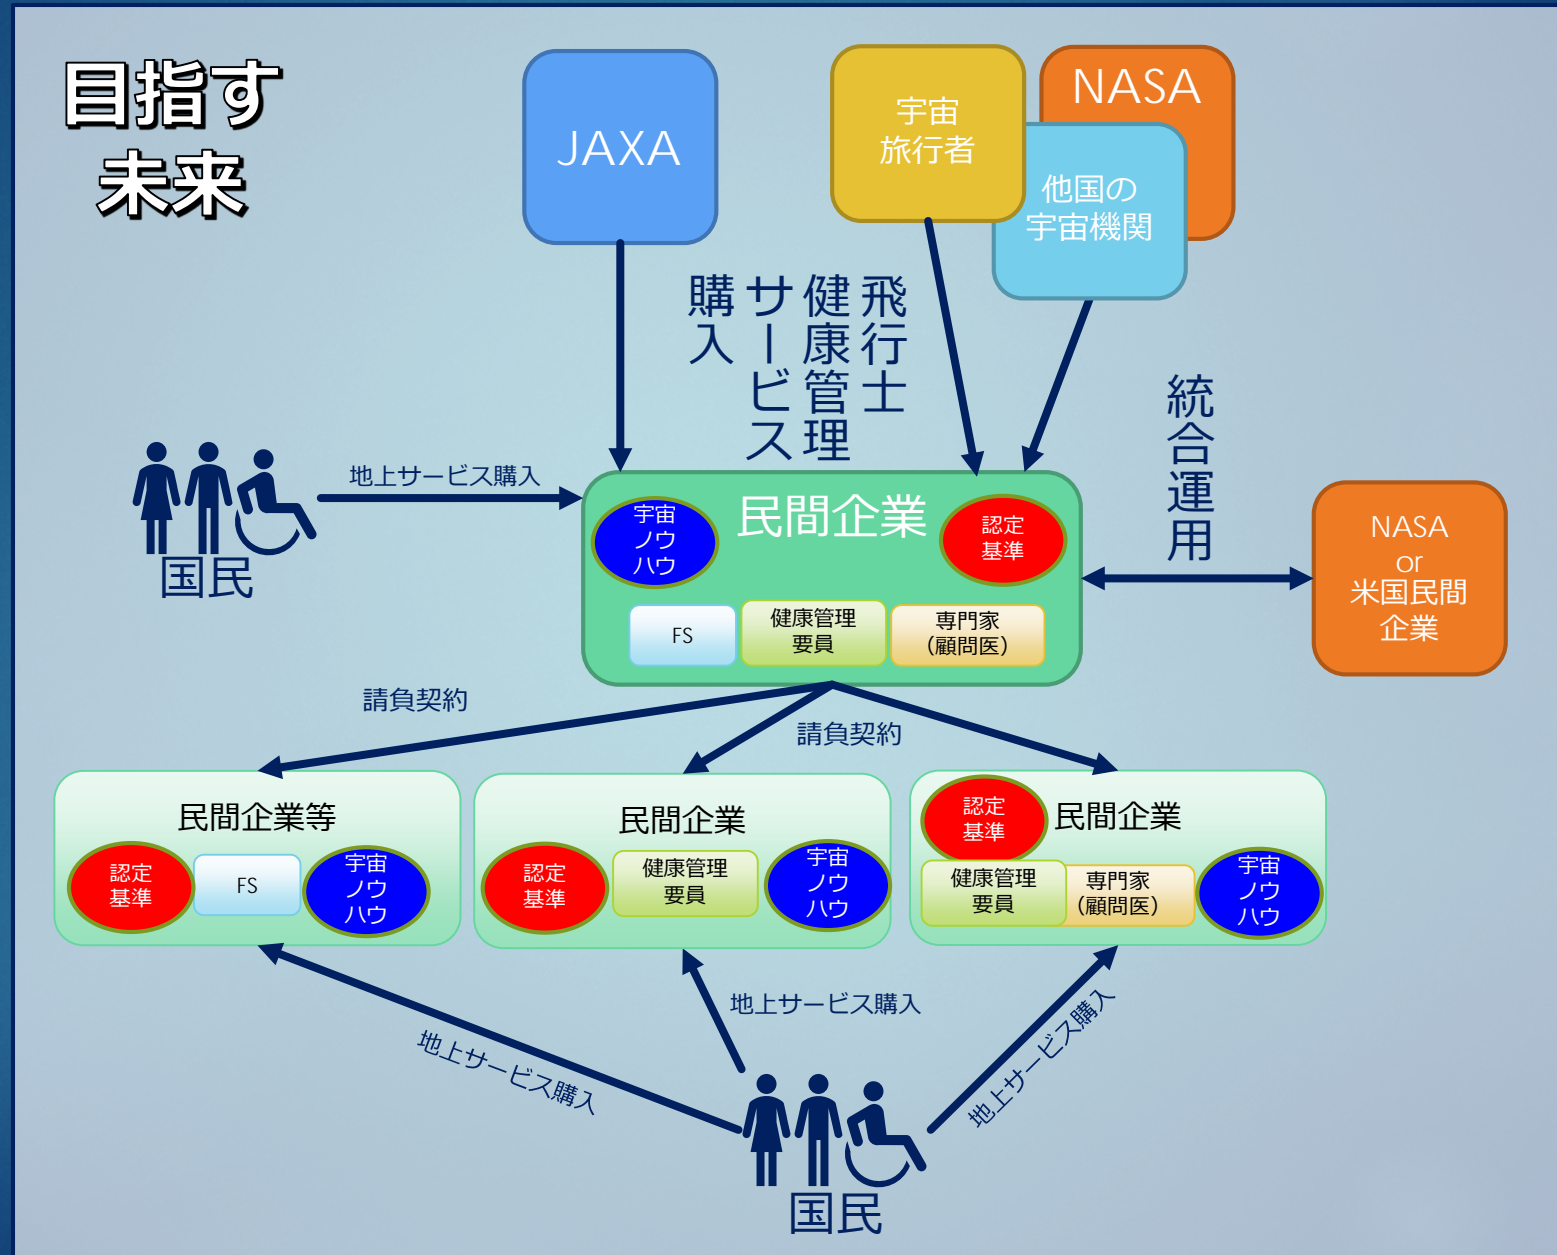 目指す
未来
JAXA
宇宙
旅行者
NASA
他国の
宇宙機関
飛行士
健康管理
サービス
購入
統合運用
地上サービス購入
国民
民間企業
宇宙
ノウ
ハウ
認定
基準
FS
健康管理
要員
専門家
（顧問医）
NASA
or
米国民間
企業
請負契約
請負契約
民間企業等
認定
基準
FS
宇宙
ノウ
ハウ
民間企業
認定
基準
健康管理
要員
宇宙
ノウ
ハウ
認定
基準
民間企業
健康管理
要員
専門家
（顧問医）
宇宙
ノウ
ハウ
地上サービス購入
地上サービス購入
地上サービス購入
国民